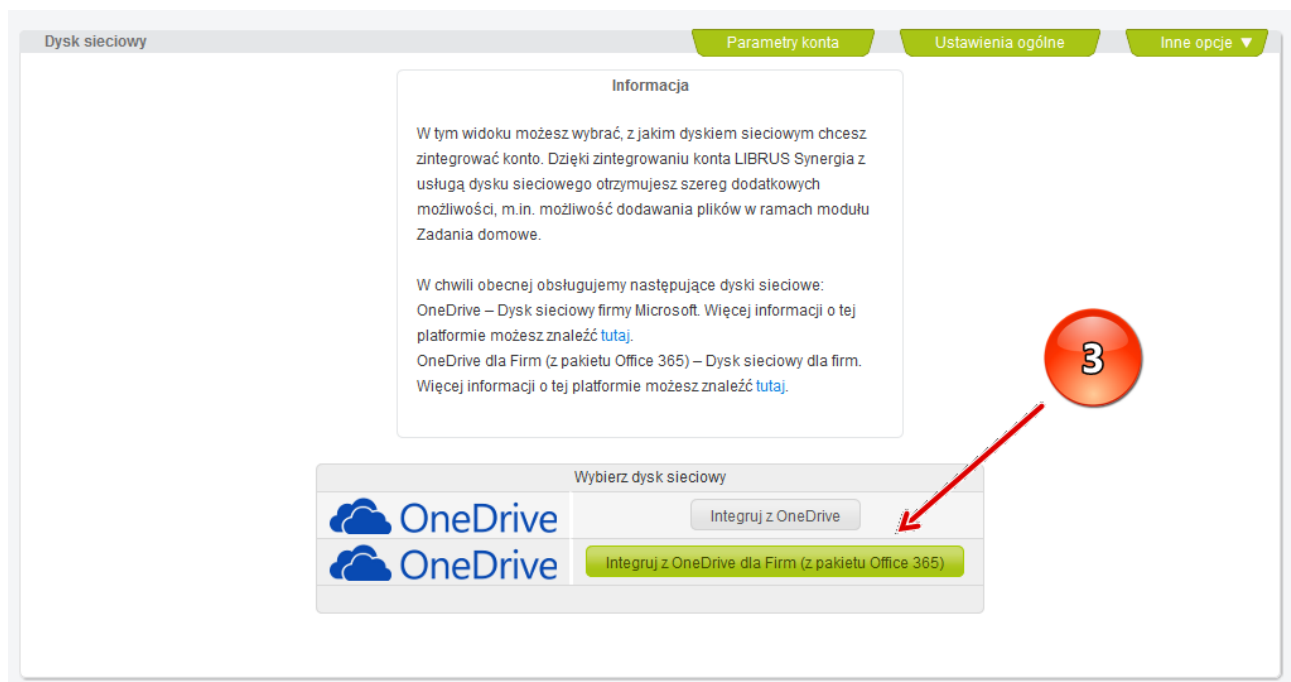 Dysk sieciowy
Parametry konta
Ustawienia ogólne
Inne opcje ▼
Informacja
W tym widoku możesz wybrać, z jakim dyskiem sieciowym chcesz
zintegrować konto. Dzięki zintegrowaniu konta LIBRUS Synergia z
usługą dysku sieciowego otrzymujesz szereg dodatkowych
możliwości, m.in. możliwość dodawania plików w ramach modułu
Zadania domowe.
W chwili obecnej obsługujemy następujące dyski sieciowe:
OneDrive – Dysk sieciowy firmy Microsoft. Więcej informacji o tej
platformie możesz znaleźć tutaj.
OneDrive dla Firm (z pakietu Office 365) – Dysk sieciowy dla firm.
Więcej informacji o tej platformie możesz znaleźć tutaj.
3
Wybierz dysk sieciowy
OneDrive
Integruj z OneDrive
OneDrive
Integruj z OneDrive dla Firm (z pakietu Office 365)